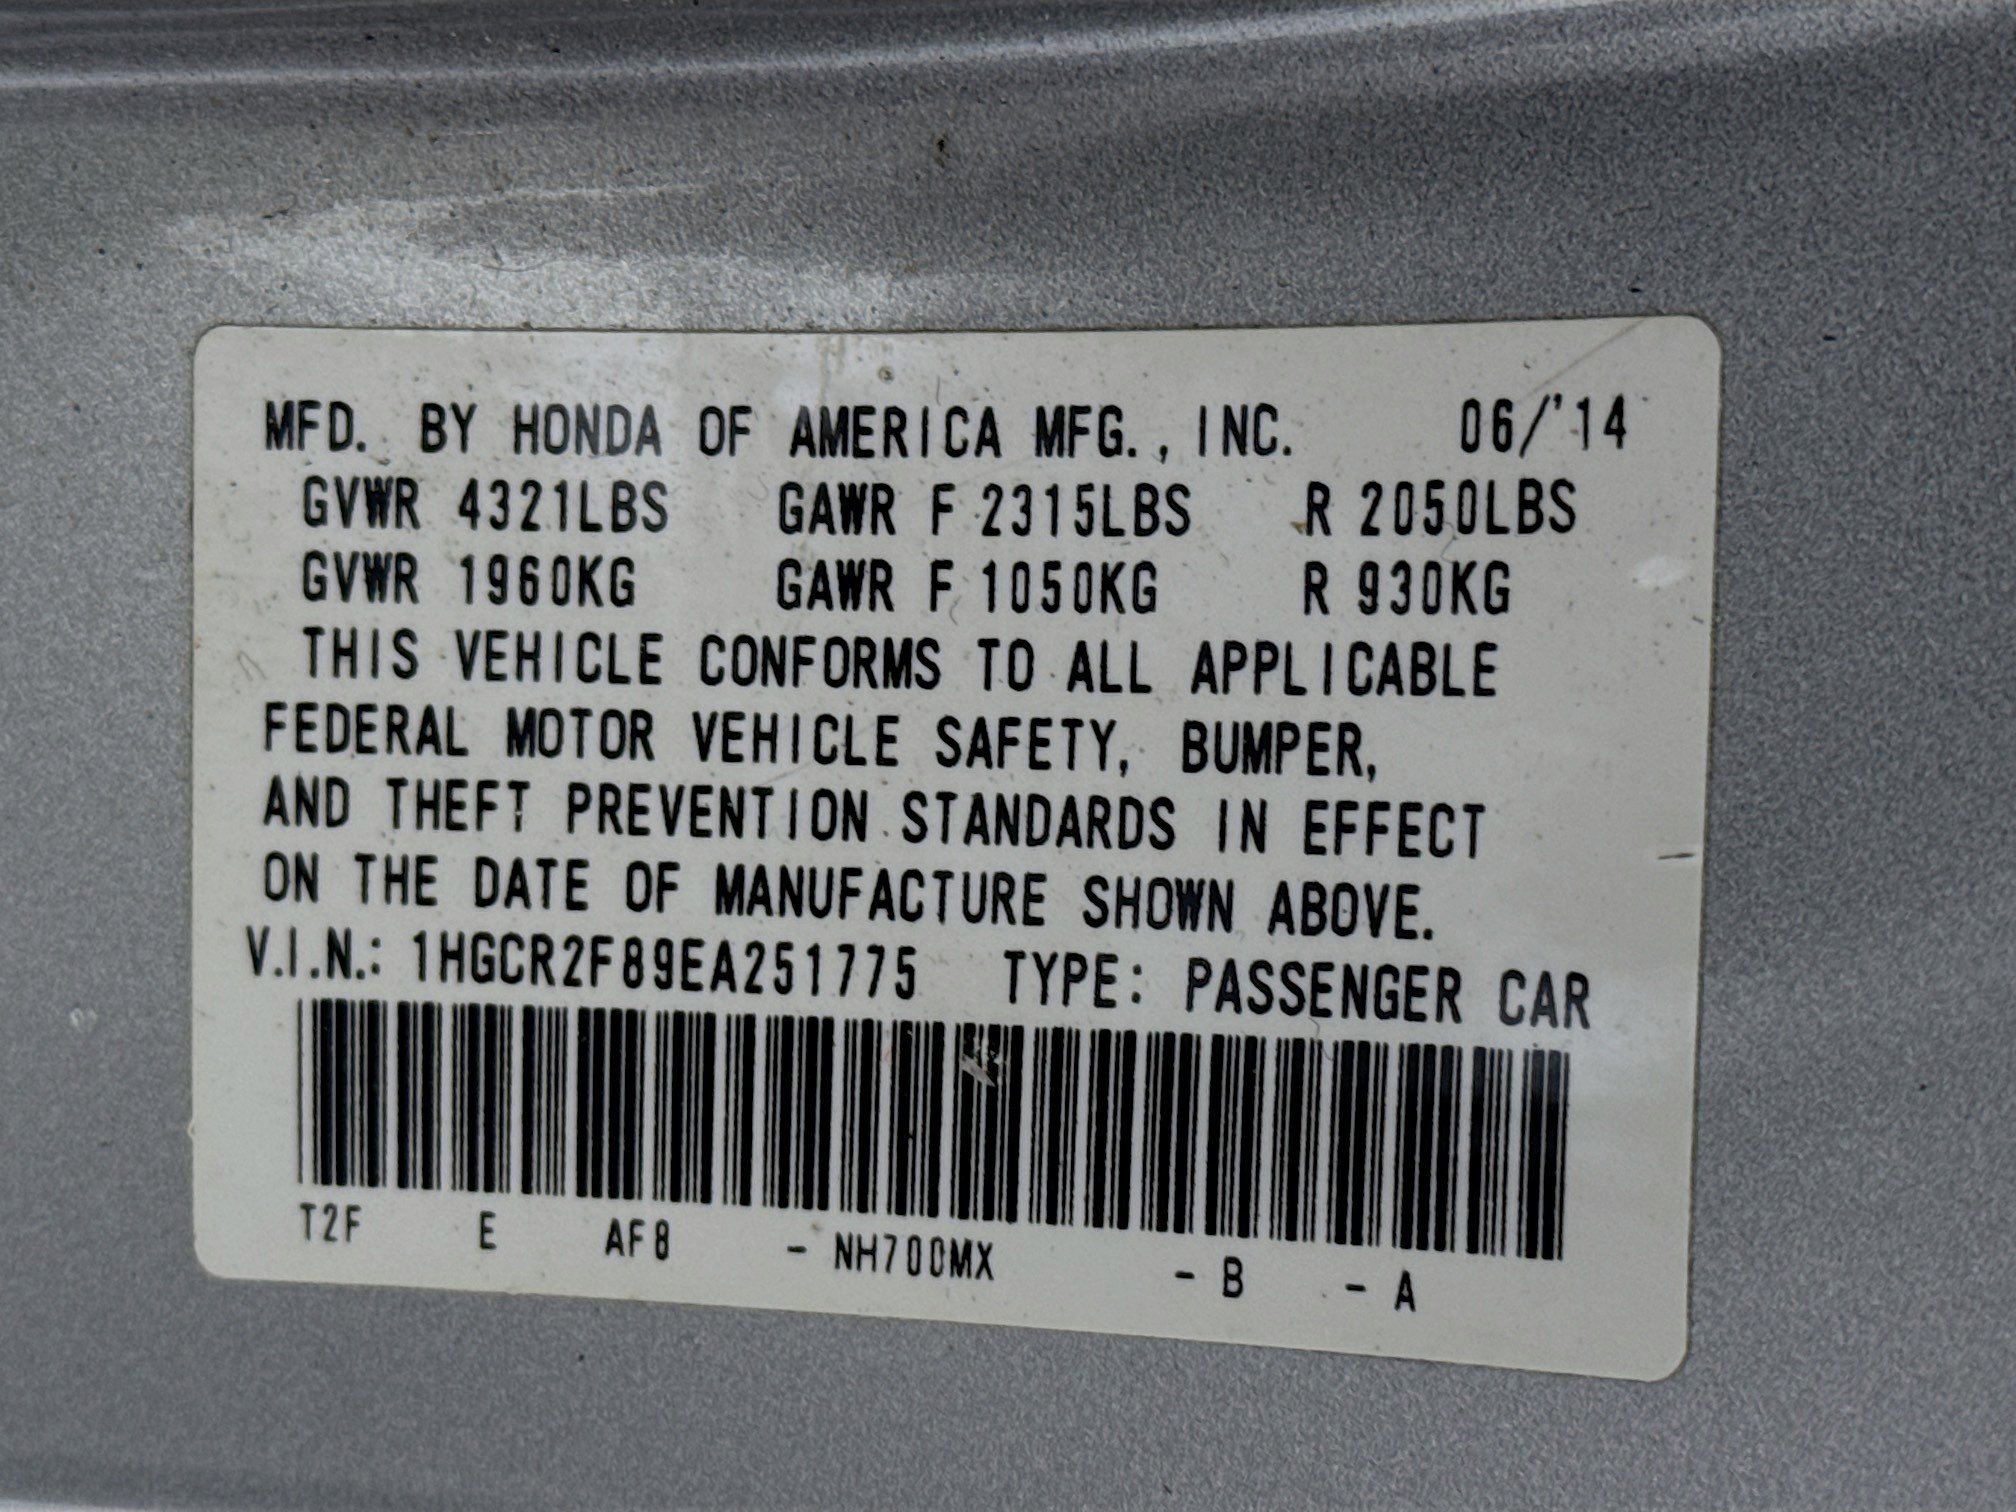 MFD. BY HONDA OF AMERICA MFG., INC. 06/'14
GVWR 4321LBS GAWR F 2315LBS R 2050LBS
GVWR 1960KG GAWR F 1050KG R 930KG
THIS VEHICLE CONFORMS TO ALL APPLICABLE
FEDERAL MOTOR VEHICLE SAFETY, BUMPER,
AND THEFT PREVENTION STANDARDS IN EFFECT
ON THE DATE OF MANUFACTURE SHOWN ABOVE.
V.I.N.: 1HGCR2F89EA251775 TYPE: PASSENGER CAR
T2F E AF8 - NH700MX - B - A